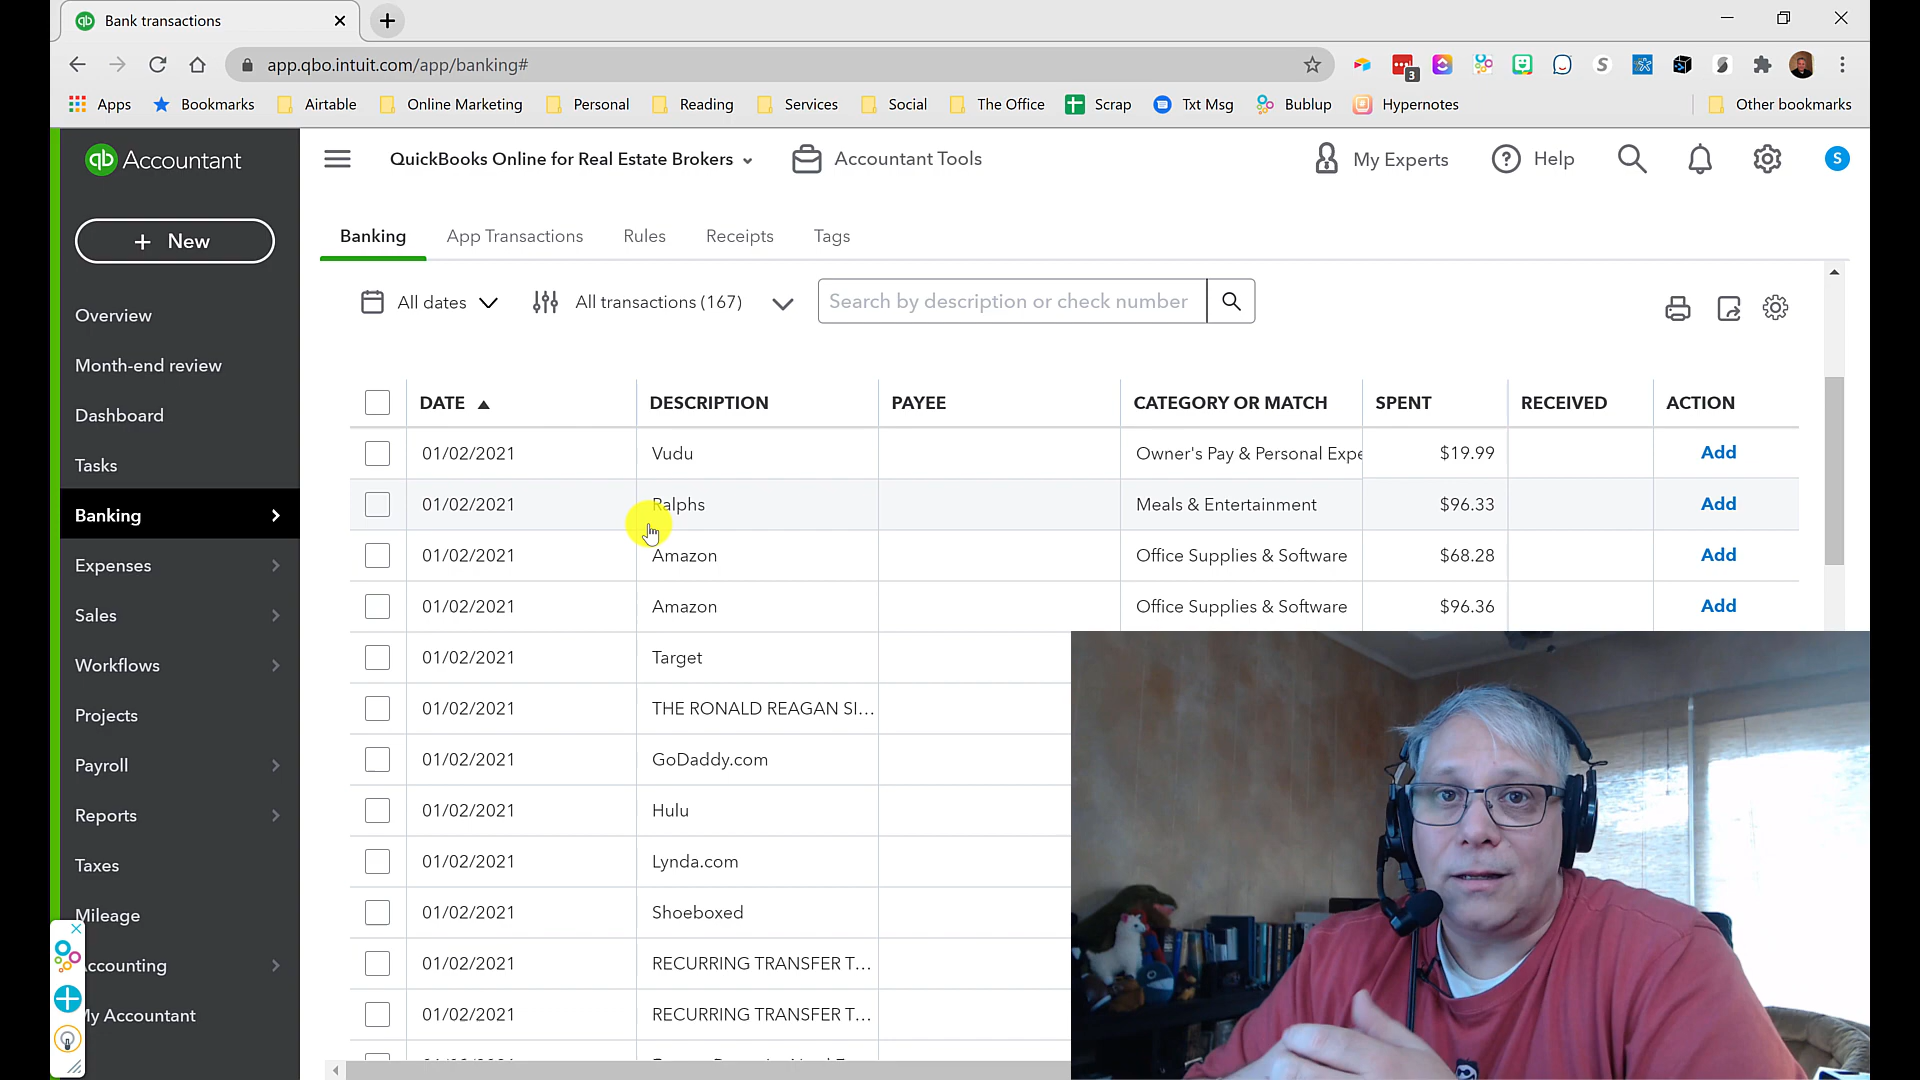 Bank transactions
app.qbo.intuit.com/app/banking#
3
Apps Bookmarks Airtable Online Marketing Personal Reading Services Social The Office Scrap Txt Msg Bublup Hypernotes Other bookmarks
qb Accountant
QuickBooks Online for Real Estate Brokers Accountant Tools My Experts Help S
+ New
Banking App Transactions Rules Receipts Tags
All dates All transactions (167) Search by description or check number
Overview
Month-end review
Dashboard
Tasks
Banking
Expenses
Sales
Workflows
Projects
Payroll
Reports
Taxes
Mileage
ccounting
y Accountant
DATE DESCRIPTION PAYEE CATEGORY OR MATCH SPENT RECEIVED ACTION
01/02/2021 Vudu Owner's Pay & Personal Expe $19.99 Add
01/02/2021 Ralphs Meals & Entertainment $96.33 Add
01/02/2021 Amazon Office Supplies & Software $68.28 Add
01/02/2021 Amazon Office Supplies & Software $96.36 Add
01/02/2021 Target
01/02/2021 THE RONALD REAGAN SI...
01/02/2021 GoDaddy.com
01/02/2021 Hulu
01/02/2021 Lynda.com
01/02/2021 Shoeboxed
01/02/2021 RECURRING TRANSFER T...
01/02/2021 RECURRING TRANSFER T...